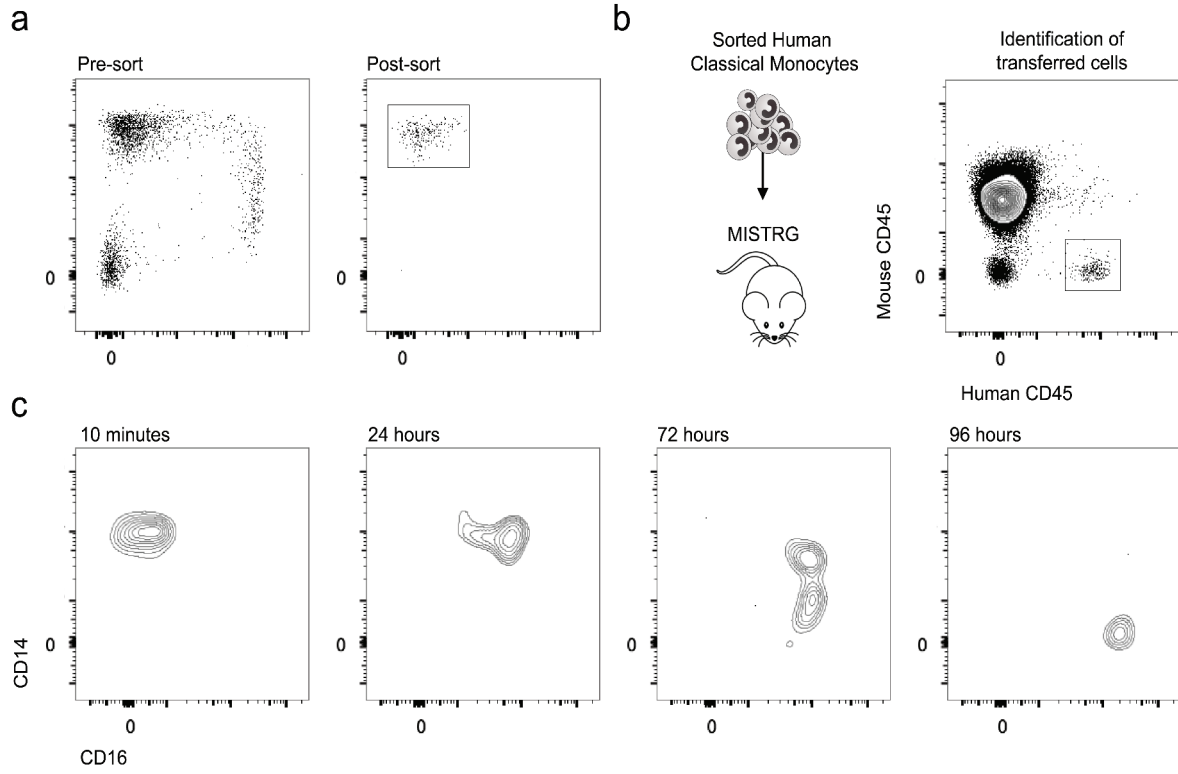 a
Pre-sort
Post-sort
0
0
0
0
b
Sorted Human
Classical Monocytes
MISTRG
Identification of
transferred cells
Mouse CD45
0
0
Human CD45
c
10 minutes
24 hours
72 hours
96 hours
CD14
0
0
0
0
0
0
0
0
CD16